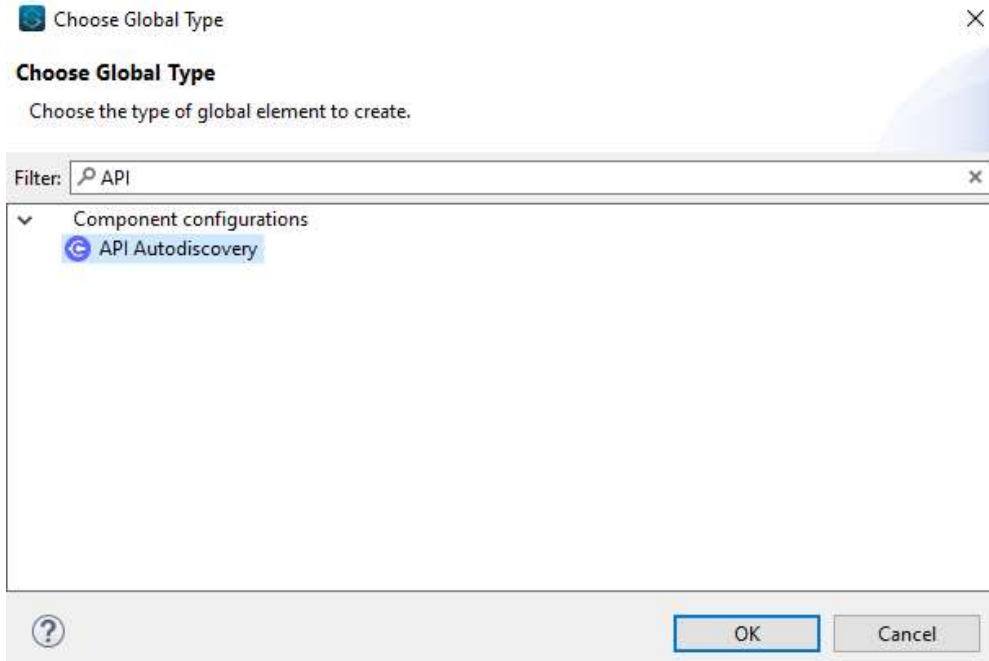 Choose Global Type
Choose Global Type
Choose the type of global element to create.
Filter: API
Component configurations
API Autodiscovery
? OK Cancel